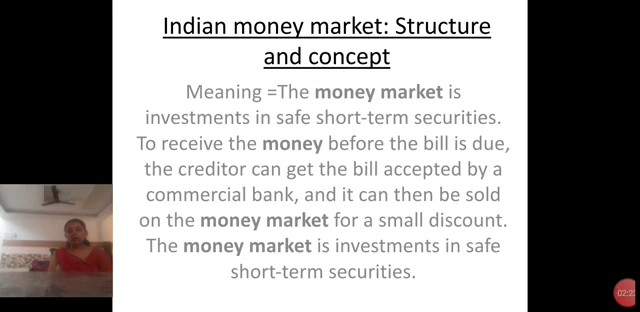 Indian money market: Structure
and concept
Meaning =The money market is
investments in safe short-term securities.
To receive the money before the bill is due,
the creditor can get the bill accepted by a
commercial bank, and it can then be sold
on the money market for a small discount.
The money market is investments in safe
short-term securities.